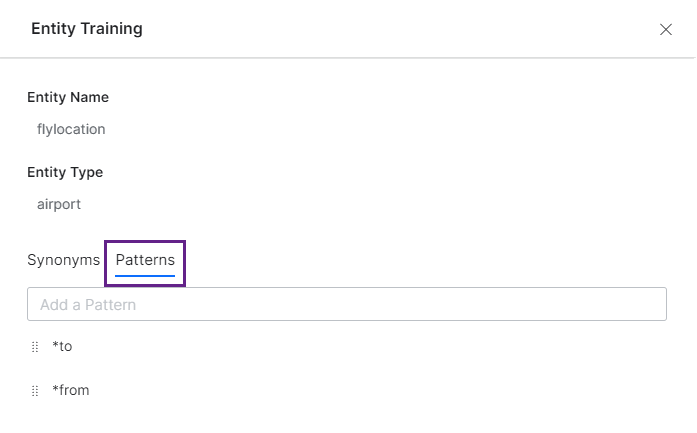 Entity Training
Entity Name
flylocation
Entity Type
airport
Synonyms Patterns
Add a Pattern
*to
*from